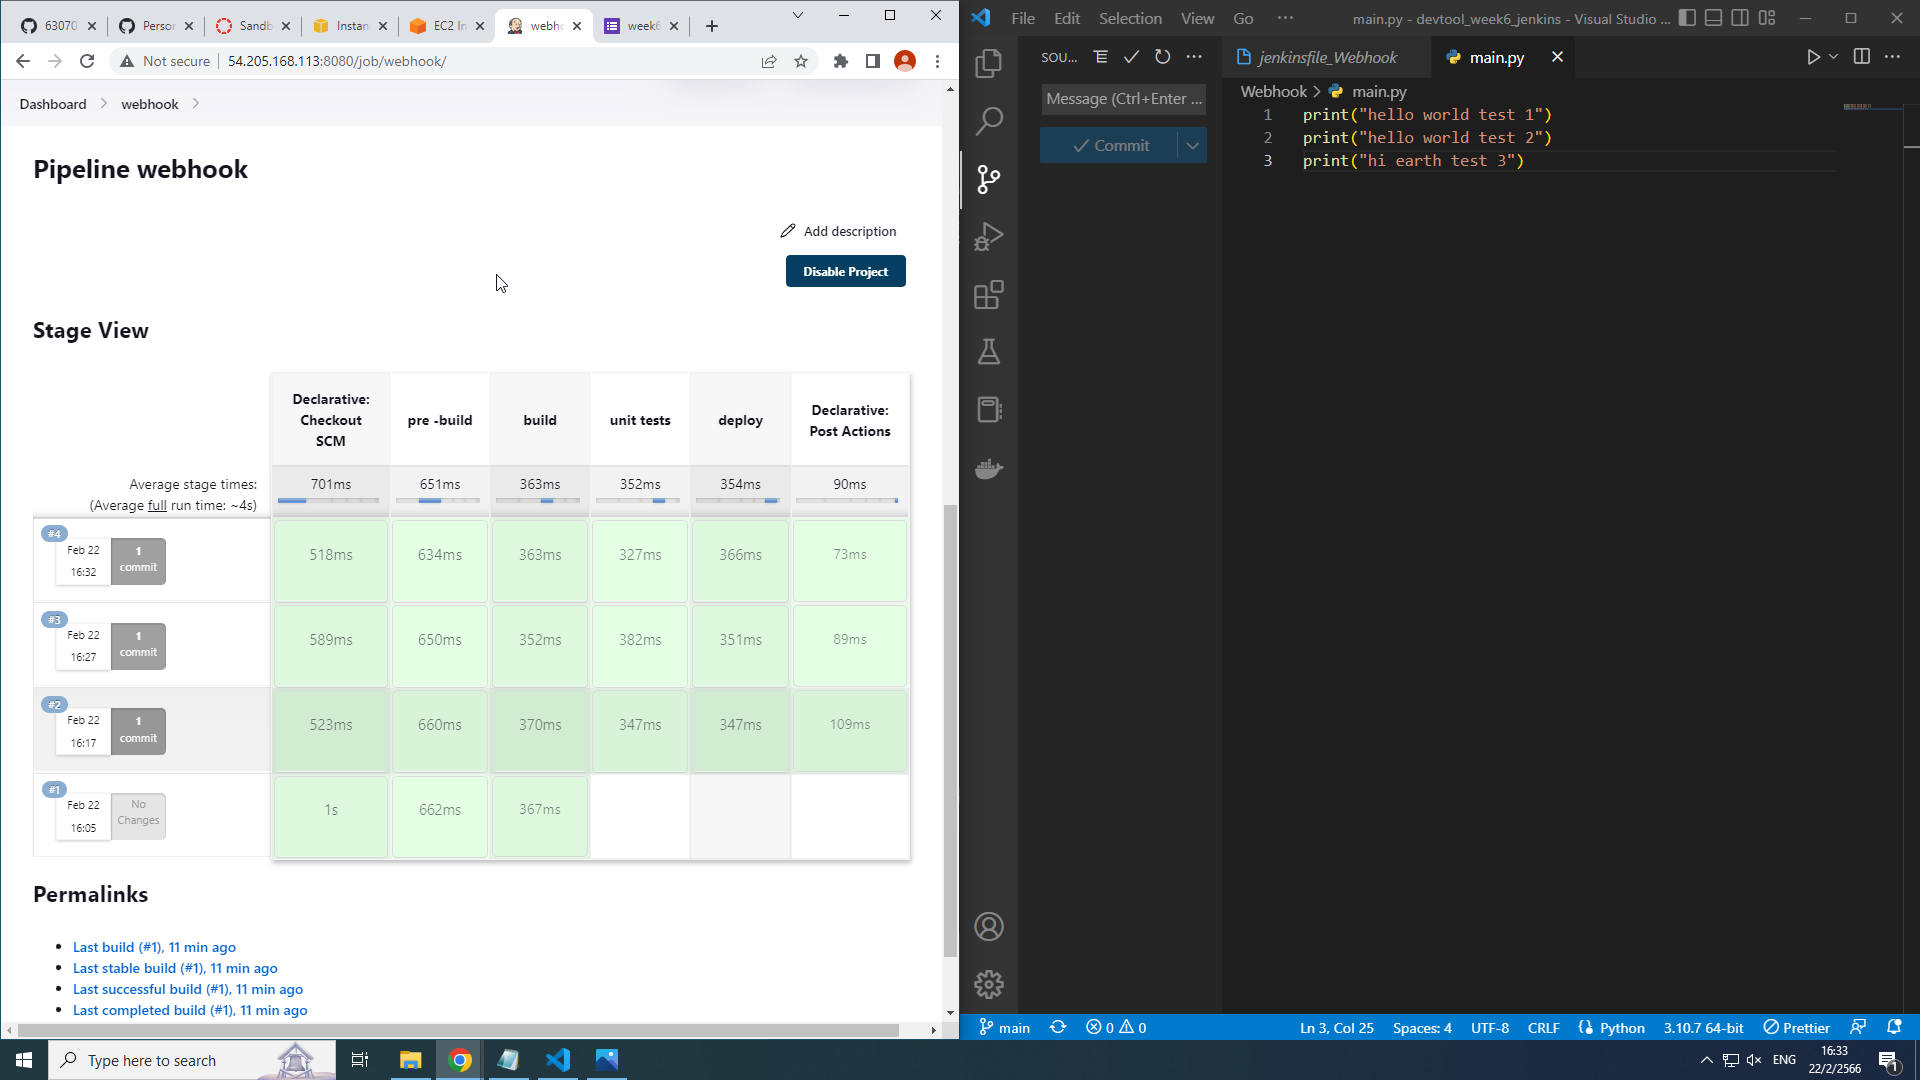 63070
Person
Sandb
Instan
EC2 In
webho
week6
Not secure
54.205.168.113:8080/job/webhook/
Dashboard
webhook
Pipeline webhook
Add description
Disable Project
Stage View
Declarative: Checkout SCM
pre -build
build
unit tests
deploy
Declarative: Post Actions
Average stage times:
701ms
651ms
363ms
352ms
354ms
90ms
(Average full run time: ~4s)
#4
Feb 22
16:32
1 commit
518ms
634ms
363ms
327ms
366ms
73ms
#3
Feb 22
16:27
1 commit
589ms
650ms
352ms
382ms
351ms
89ms
#2
Feb 22
16:17
1 commit
523ms
660ms
370ms
347ms
347ms
109ms
#1
Feb 22
16:05
No Changes
1s
662ms
367ms
Permalinks
Last build (#1), 11 min ago
Last stable build (#1), 11 min ago
Last successful build (#1), 11 min ago
Last completed build (#1), 11 min ago
File Edit Selection View Go ···
main.py - devtool_week6_jenkins - Visual Studio ...
SOU...
jenkinsfile_Webhook
main.py
Message (Ctrl+Enter ...
Commit
Webhook > main.py
1 print("hello world test 1")
2 print("hello world test 2")
3 print("hi earth test 3")
main
0
0
Ln 3, Col 25
Spaces: 4
UTF-8
CRLF
Python
3.10.7 64-bit
Prettier
Type here to search
ENG
16:33
22/2/2566
1